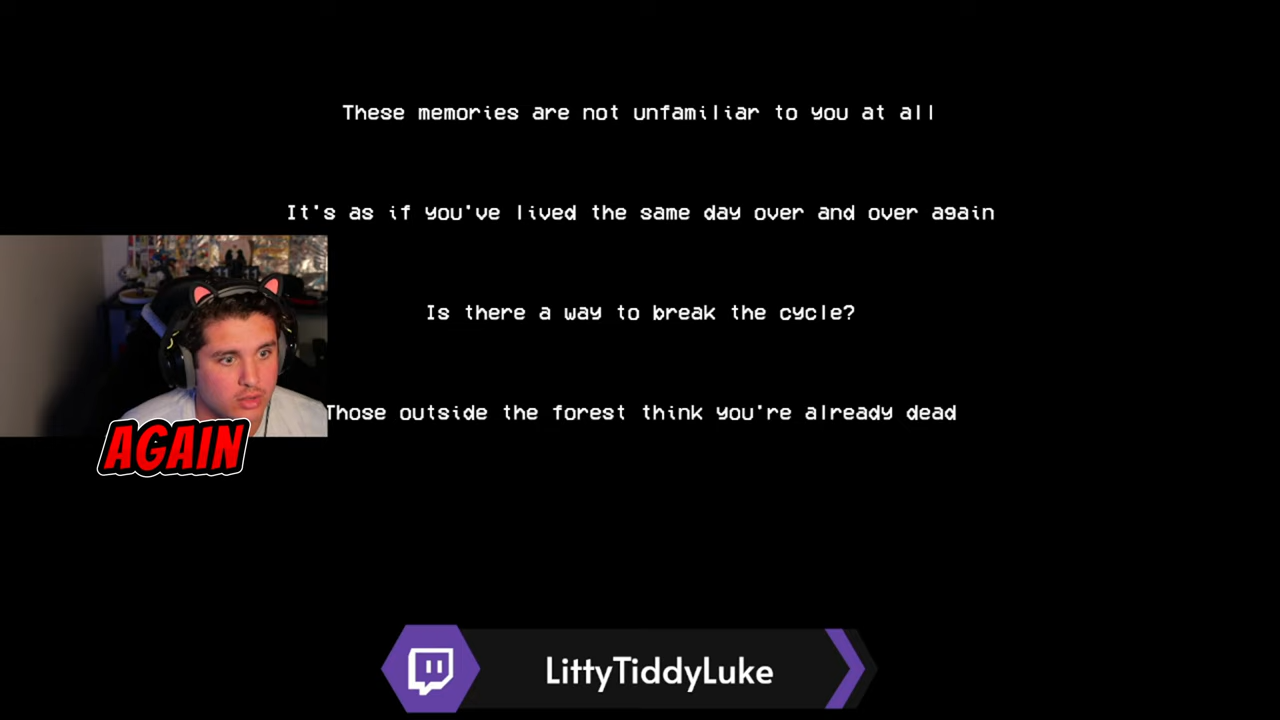 These memories are not unfamiliar to you at all
It's as if you've lived the same day over and over again
Is there a way to break the cycle?
Those outside the forest think you're already dead
AGAIN
LittyTiddyLuke